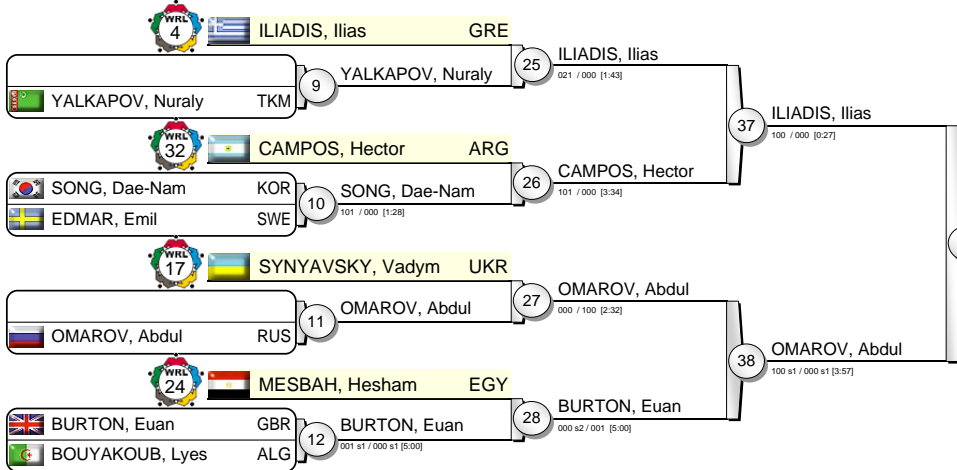 WRL
4
ILIADIS, Ilias GRE
YALKAPOV, Nuraly TKM
9
YALKAPOV, Nuraly
25
ILIADIS, Ilias
021 / 000 [1:43]
WRL
32
CAMPOS, Hector ARG
SONG, Dae-Nam KOR
EDMAR, Emil SWE
10
SONG, Dae-Nam
101 / 000 [1:28]
26
CAMPOS, Hector
101 / 000 [3:34]
37
ILIADIS, Ilias
100 / 000 [0:27]
WRL
17
SYNYAVSKY, Vadym UKR
OMAROV, Abdul RUS
11
OMAROV, Abdul
27
OMAROV, Abdul
000 / 100 [2:32]
WRL
24
MESBAH, Hesham EGY
BURTON, Euan GBR
BOUYAKOUB, Lyes ALG
12
BURTON, Euan
001 s1 / 000 s1 [5:00]
28
BURTON, Euan
000 s2 / 001 [5:00]
38
OMAROV, Abdul
100 s1 / 000 s1 [3:57]